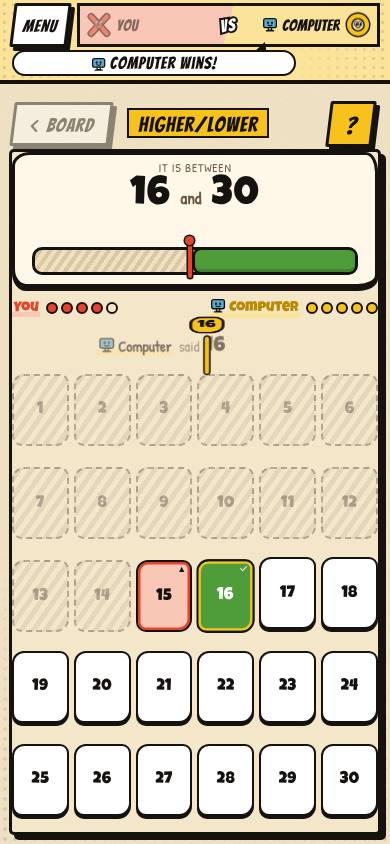 MENU
YOU
VS
COMPUTER
COMPUTER WINS!
< BOARD
HIGHER/LOWER
?
IT IS BETWEEN
16 and 30
YOU
COMPUTER
16
Computer said 16
1 2 3 4 5 6
7 8 9 10 11 12
13 14 15 16 17 18
19 20 21 22 23 24
25 26 27 28 29 30